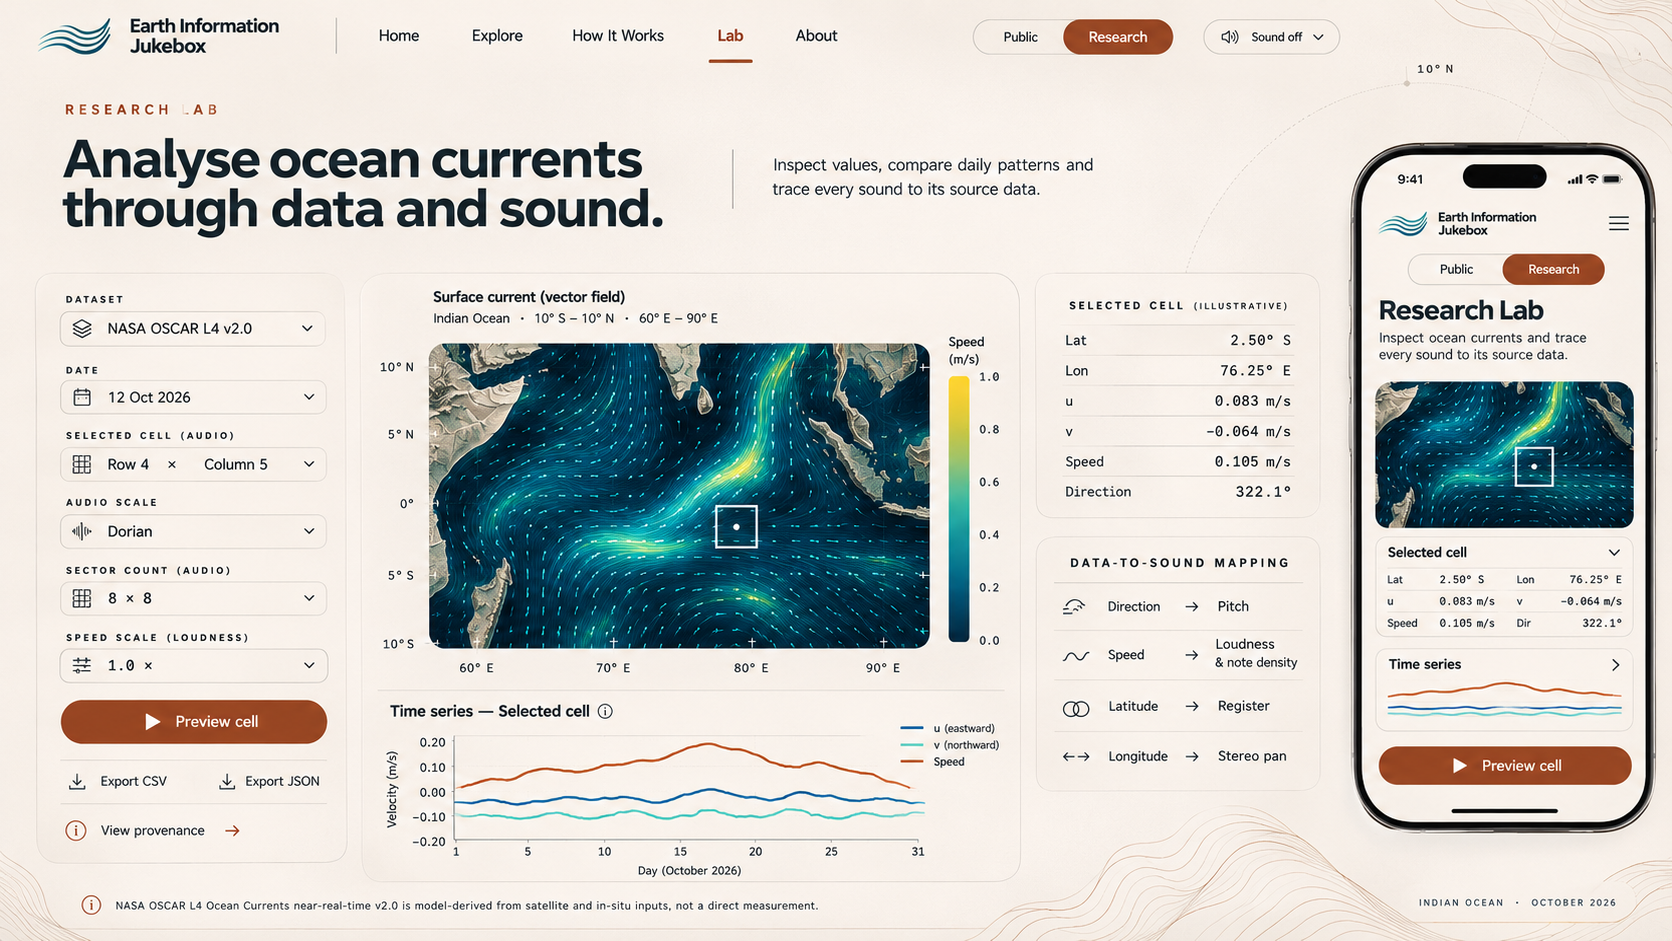 Earth Information
Jukebox
Home
Explore
How It Works
Lab
About
Public
Research
Sound off
10° N
RESEARCH LAB
Analyse ocean currents
through data and sound.
Inspect values, compare daily patterns and
trace every sound to its source data.
DATASET
NASA OSCAR L4 v2.0
DATE
12 Oct 2026
SELECTED CELL (AUDIO)
Row 4 × Column 5
AUDIO SCALE
Dorian
SECTOR COUNT (AUDIO)
8 × 8
SPEED SCALE (LOUDNESS)
1.0 ×
Preview cell
Export CSV
Export JSON
View provenance
Surface current (vector field)
Indian Ocean · 10° S – 10° N · 60° E – 90° E
10° N
5° N
0°
5° S
10° S
60° E
70° E
80° E
90° E
Speed
(m/s)
1.0
0.8
0.6
0.4
0.2
0.0
Time series — Selected cell
u (eastward)
v (northward)
Speed
Velocity (m/s)
0.20
0.10
0.00
−0.10
−0.20
1
5
10
15
20
25
31
Day (October 2026)
SELECTED CELL (ILLUSTRATIVE)
Lat 2.50° S
Lon 76.25° E
u 0.083 m/s
v −0.064 m/s
Speed 0.105 m/s
Direction 322.1°
DATA-TO-SOUND MAPPING
Direction → Pitch
Speed → Loudness
& note density
Latitude → Register
Longitude → Stereo pan
9:41
Earth Information
Jukebox
Public
Research
Research Lab
Inspect ocean currents and trace
every sound to its source data.
Selected cell
Lat 2.50° S Lon 76.25° E
u 0.083 m/s v −0.064 m/s
Speed 0.105 m/s Dir 322.1°
Time series
Preview cell
NASA OSCAR L4 Ocean Currents near-real-time v2.0 is model-derived from satellite and in-situ inputs, not a direct measurement.
INDIAN OCEAN · OCTOBER 2026